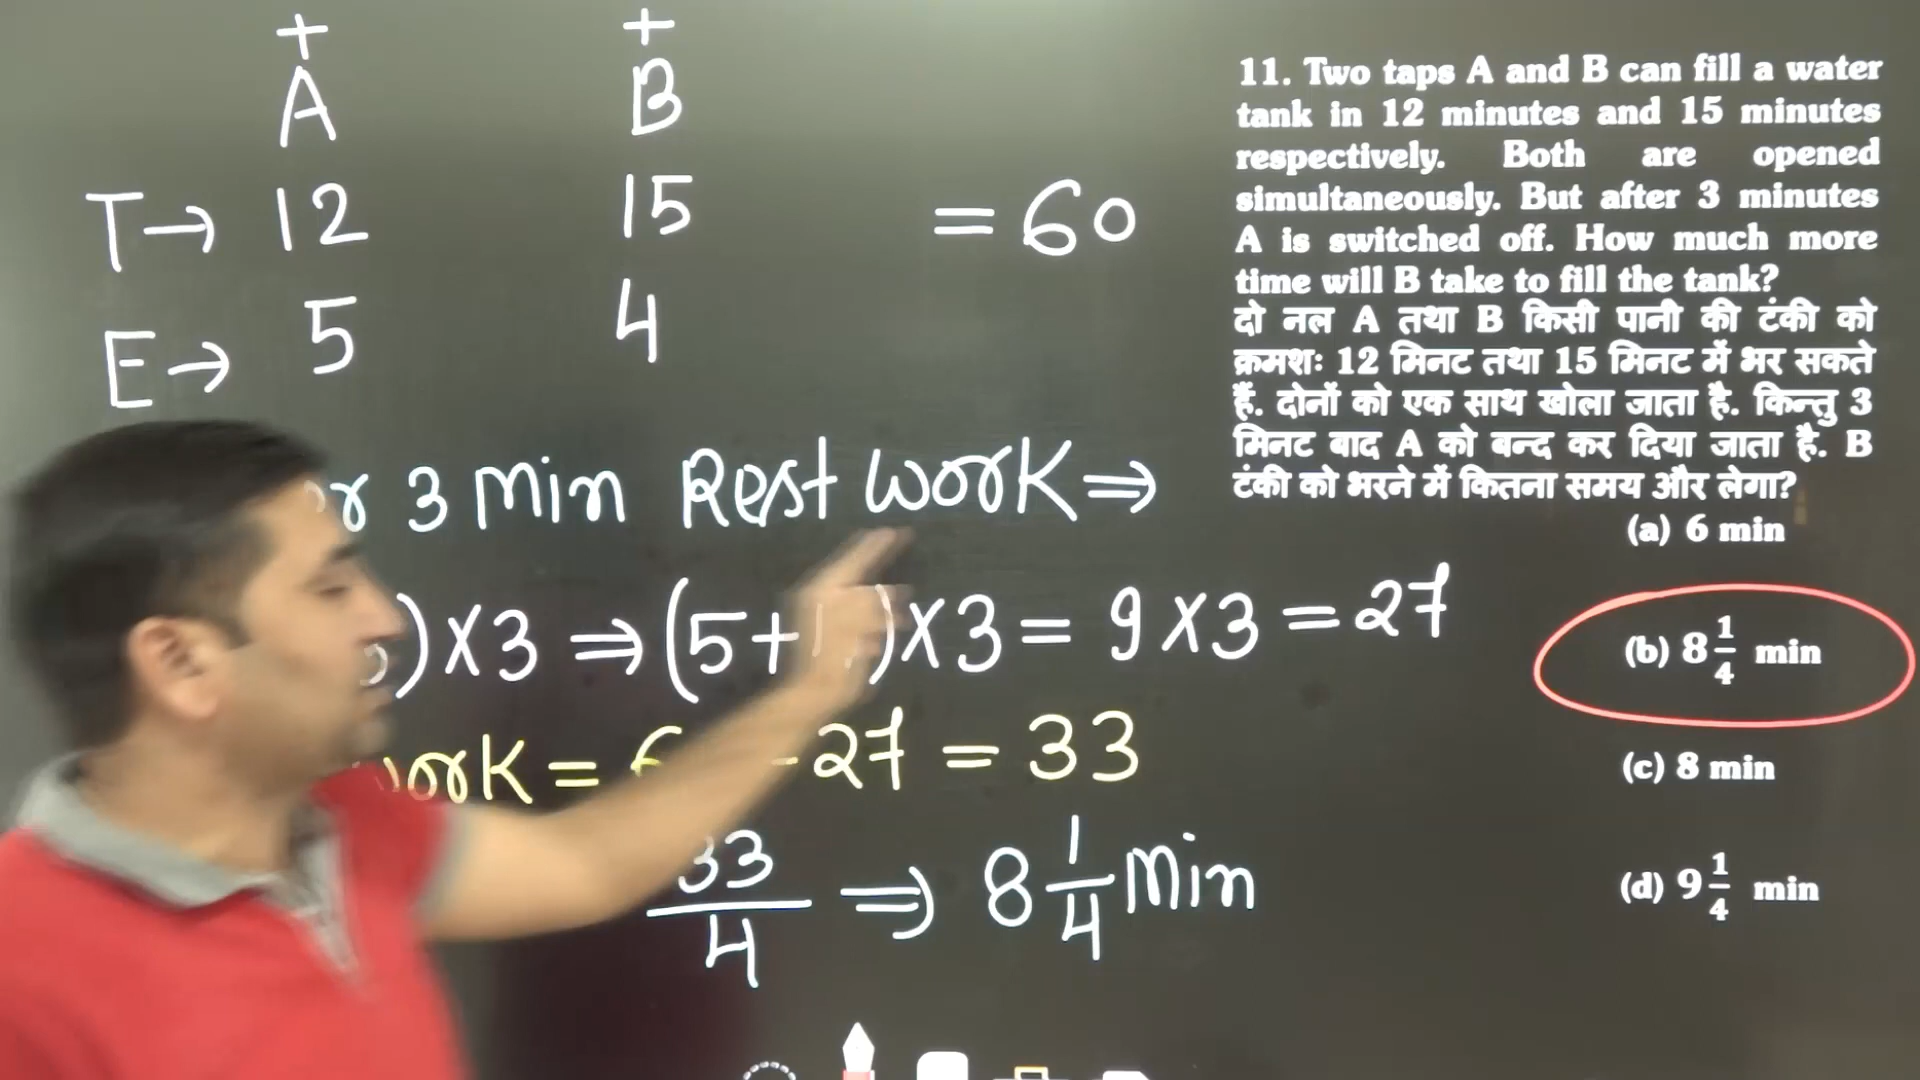 + +
A B
T→ 12 15 = 60
E→ 5 4
3 Min Rest work ⇒
)×3 ⇒ (5+ )×3 = 9×3 = 27
work = 6 -27 = 33
33/4 ⇒ 8 1/4 Min
11. Two taps A and B can fill a water
tank in 12 minutes and 15 minutes
respectively. Both are opened
simultaneously. But after 3 minutes
A is switched off. How much more
time will B take to fill the tank?
दो नल A तथा B किसी पानी की टंकी को
क्रमशः 12 मिनट तथा 15 मिनट में भर सकते
हैं. दोनों को एक साथ खोला जाता है. किन्तु 3
मिनट बाद A को बन्द कर दिया जाता है. B
टंकी को भरने में कितना समय और लेगा?
(a) 6 min
(b) 8 1/4 min
(c) 8 min
(d) 9 1/4 min